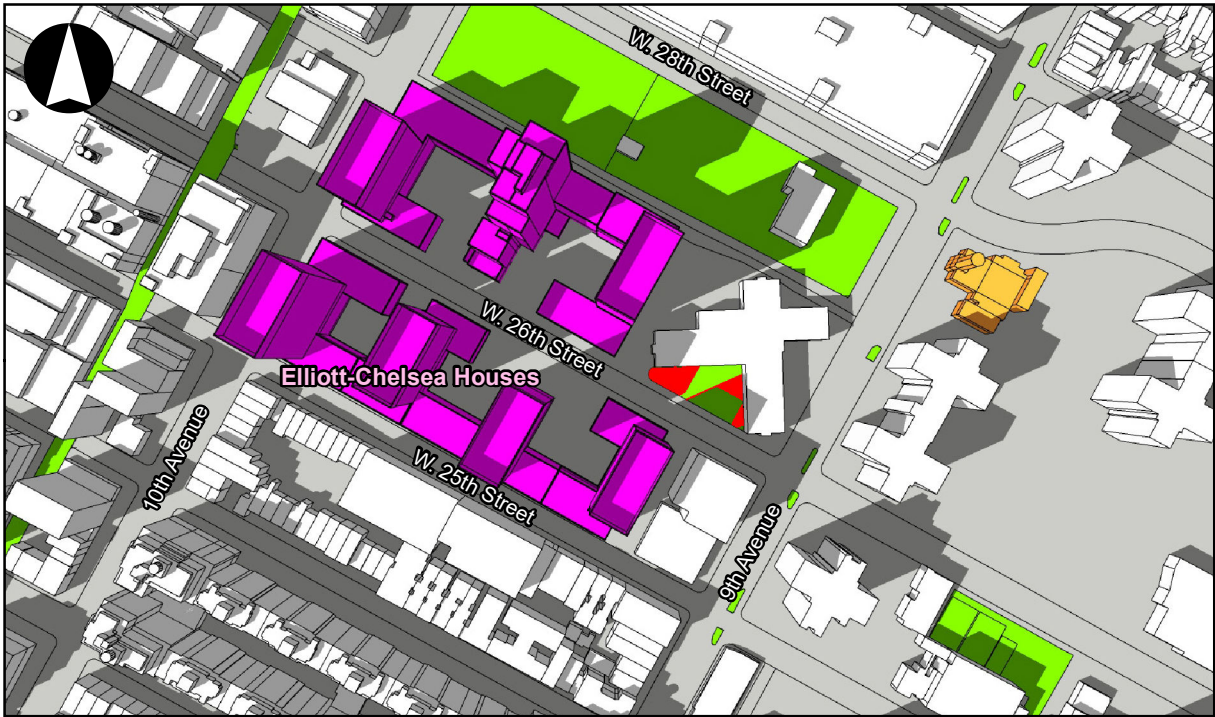 W. 28th Street
W. 26th Street
Elliott-Chelsea Houses
10th Avenue
W. 25th Street
9th Avenue